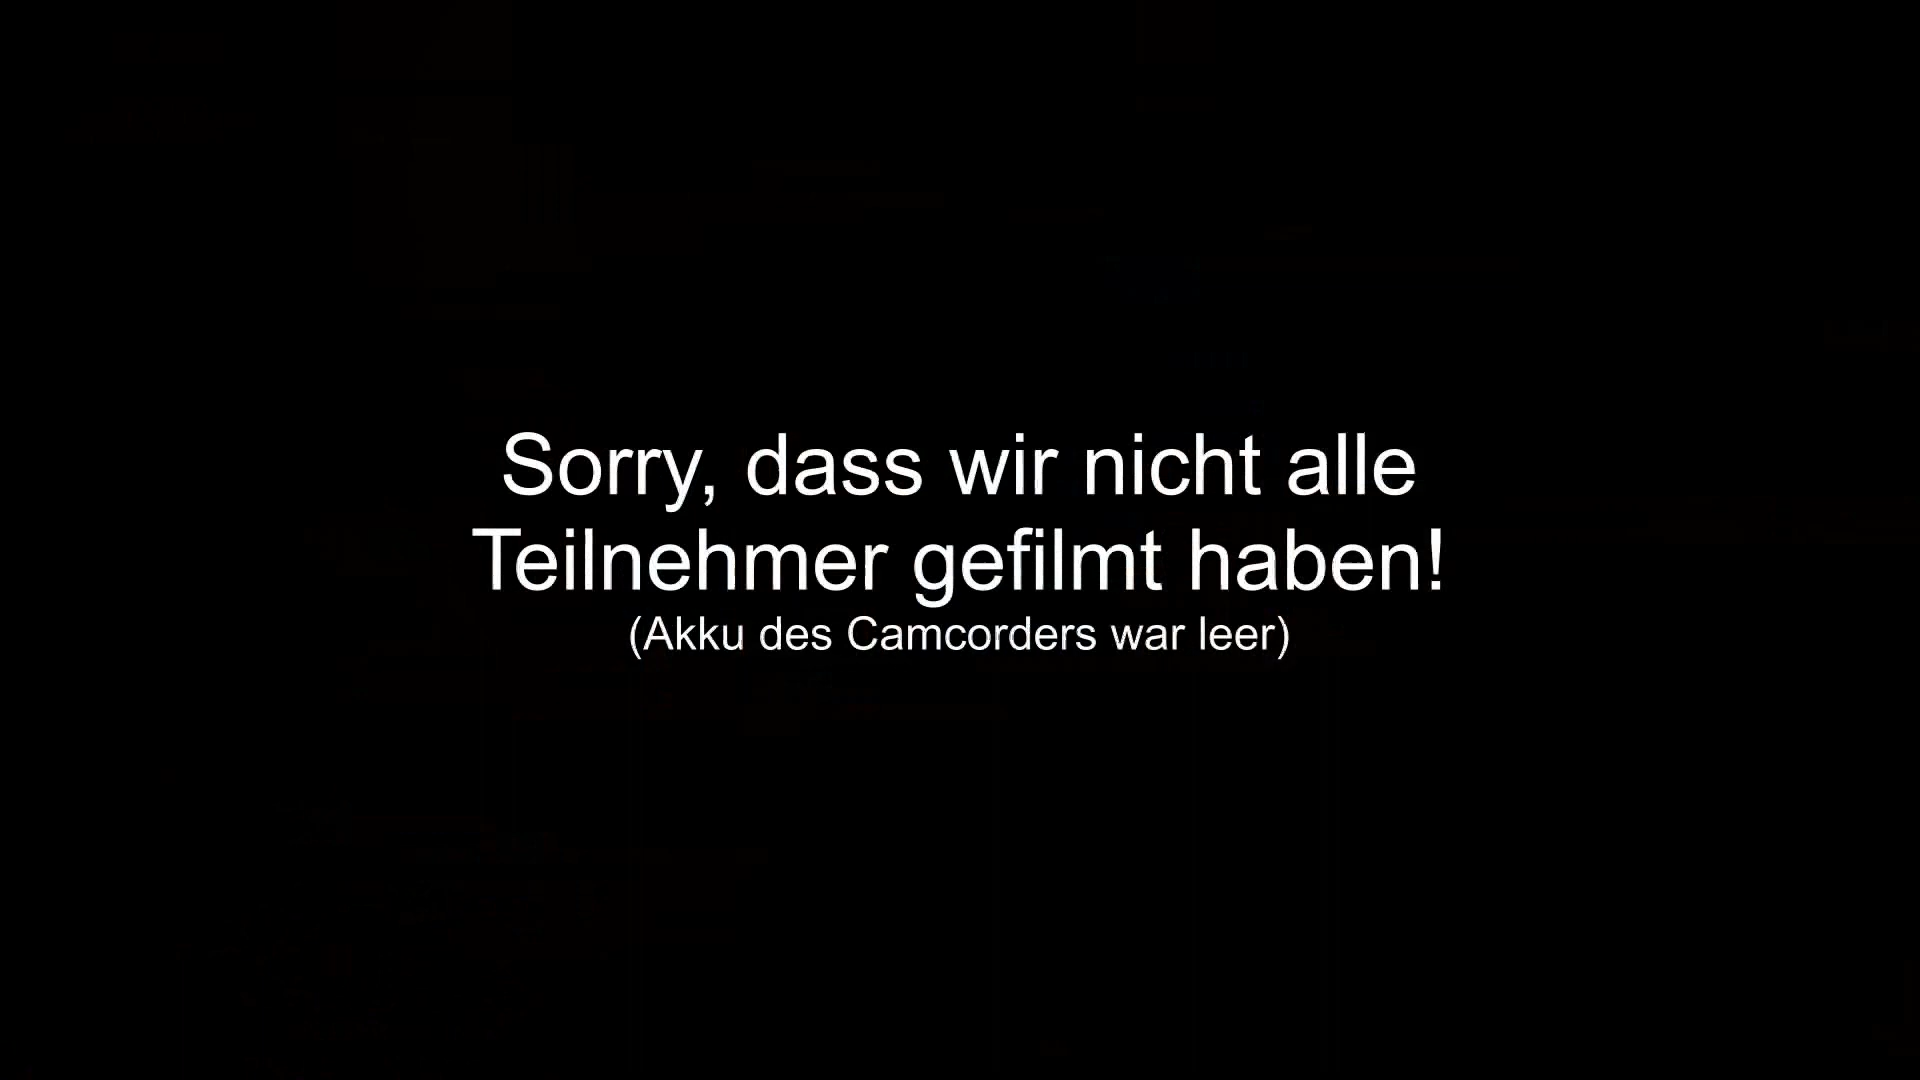 Sorry, dass wir nicht alle
Teilnehmer gefilmt haben!
(Akku des Camcorders war leer)